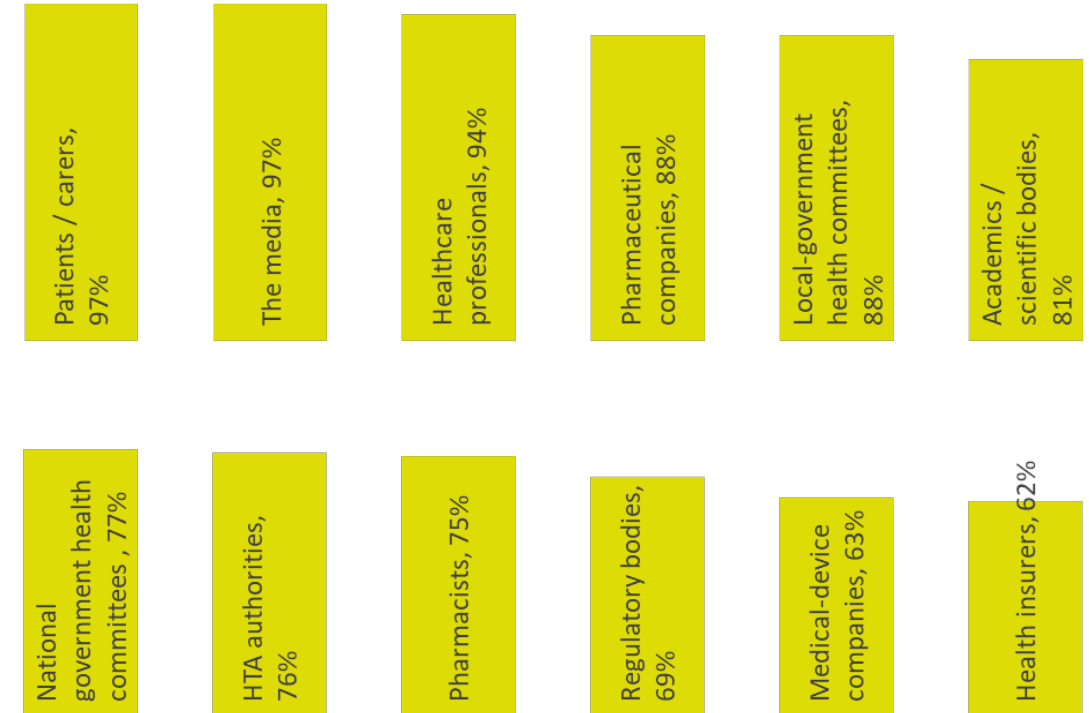 Patients / carers,
97%
The media, 97%
Healthcare
professionals, 94%
Pharmaceutical
companies, 88%
Local-government
health committees,
88%
Academics /
scientific bodies,
81%
National
government health
committees , 77%
HTA authorities,
76%
Pharmacists, 75%
Regulatory bodies,
69%
Medical-device
companies, 63%
Health insurers, 62%